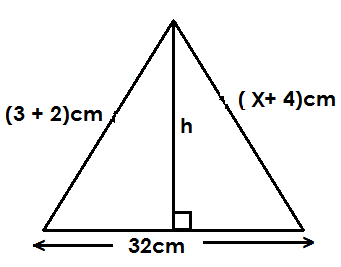 (3 + 2)cm
( X+ 4)cm
h
32cm